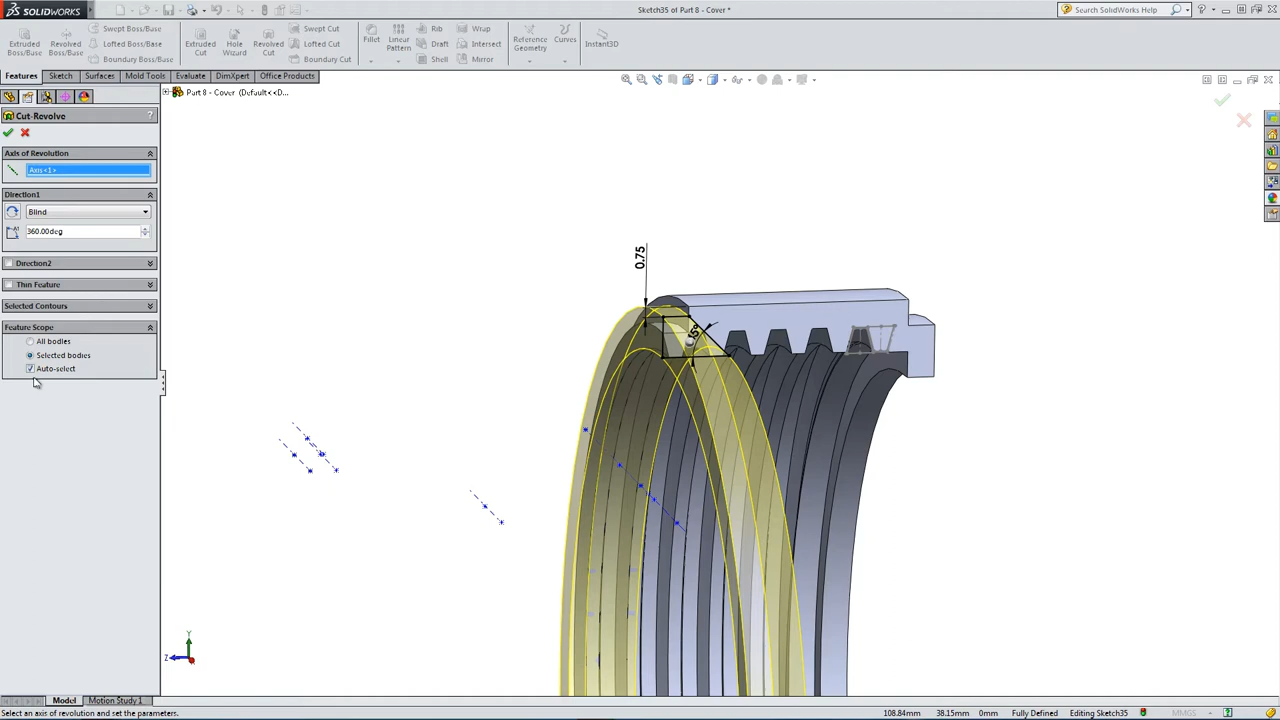 SOLIDWORKS
Sketch35 of Part 8 - Cover *
Search SolidWorks Help
Extruded Boss/Base
Revolved Boss/Base
Swept Boss/Base
Lofted Boss/Base
Boundary Boss/Base
Extruded Cut
Hole Wizard
Revolved Cut
Swept Cut
Lofted Cut
Boundary Cut
Fillet
Linear Pattern
Rib
Draft
Shell
Wrap
Intersect
Mirror
Reference Geometry
Curves
Instant3D
Features Sketch Surfaces Mold Tools Evaluate DimXpert Office Products
Part 8 - Cover (Default<<D...
Cut-Revolve ?
Axis of Revolution
Axis<1>
Direction1
Blind
360.00deg
Direction2
Thin Feature
Selected Contours
Feature Scope
All bodies
Selected bodies
Auto-select
0.75
Y
Z
Model Motion Study 1
Select an axis of revolution and set the parameters. 108.84mm 38.15mm 0mm Fully Defined Editing Sketch35 MMGS